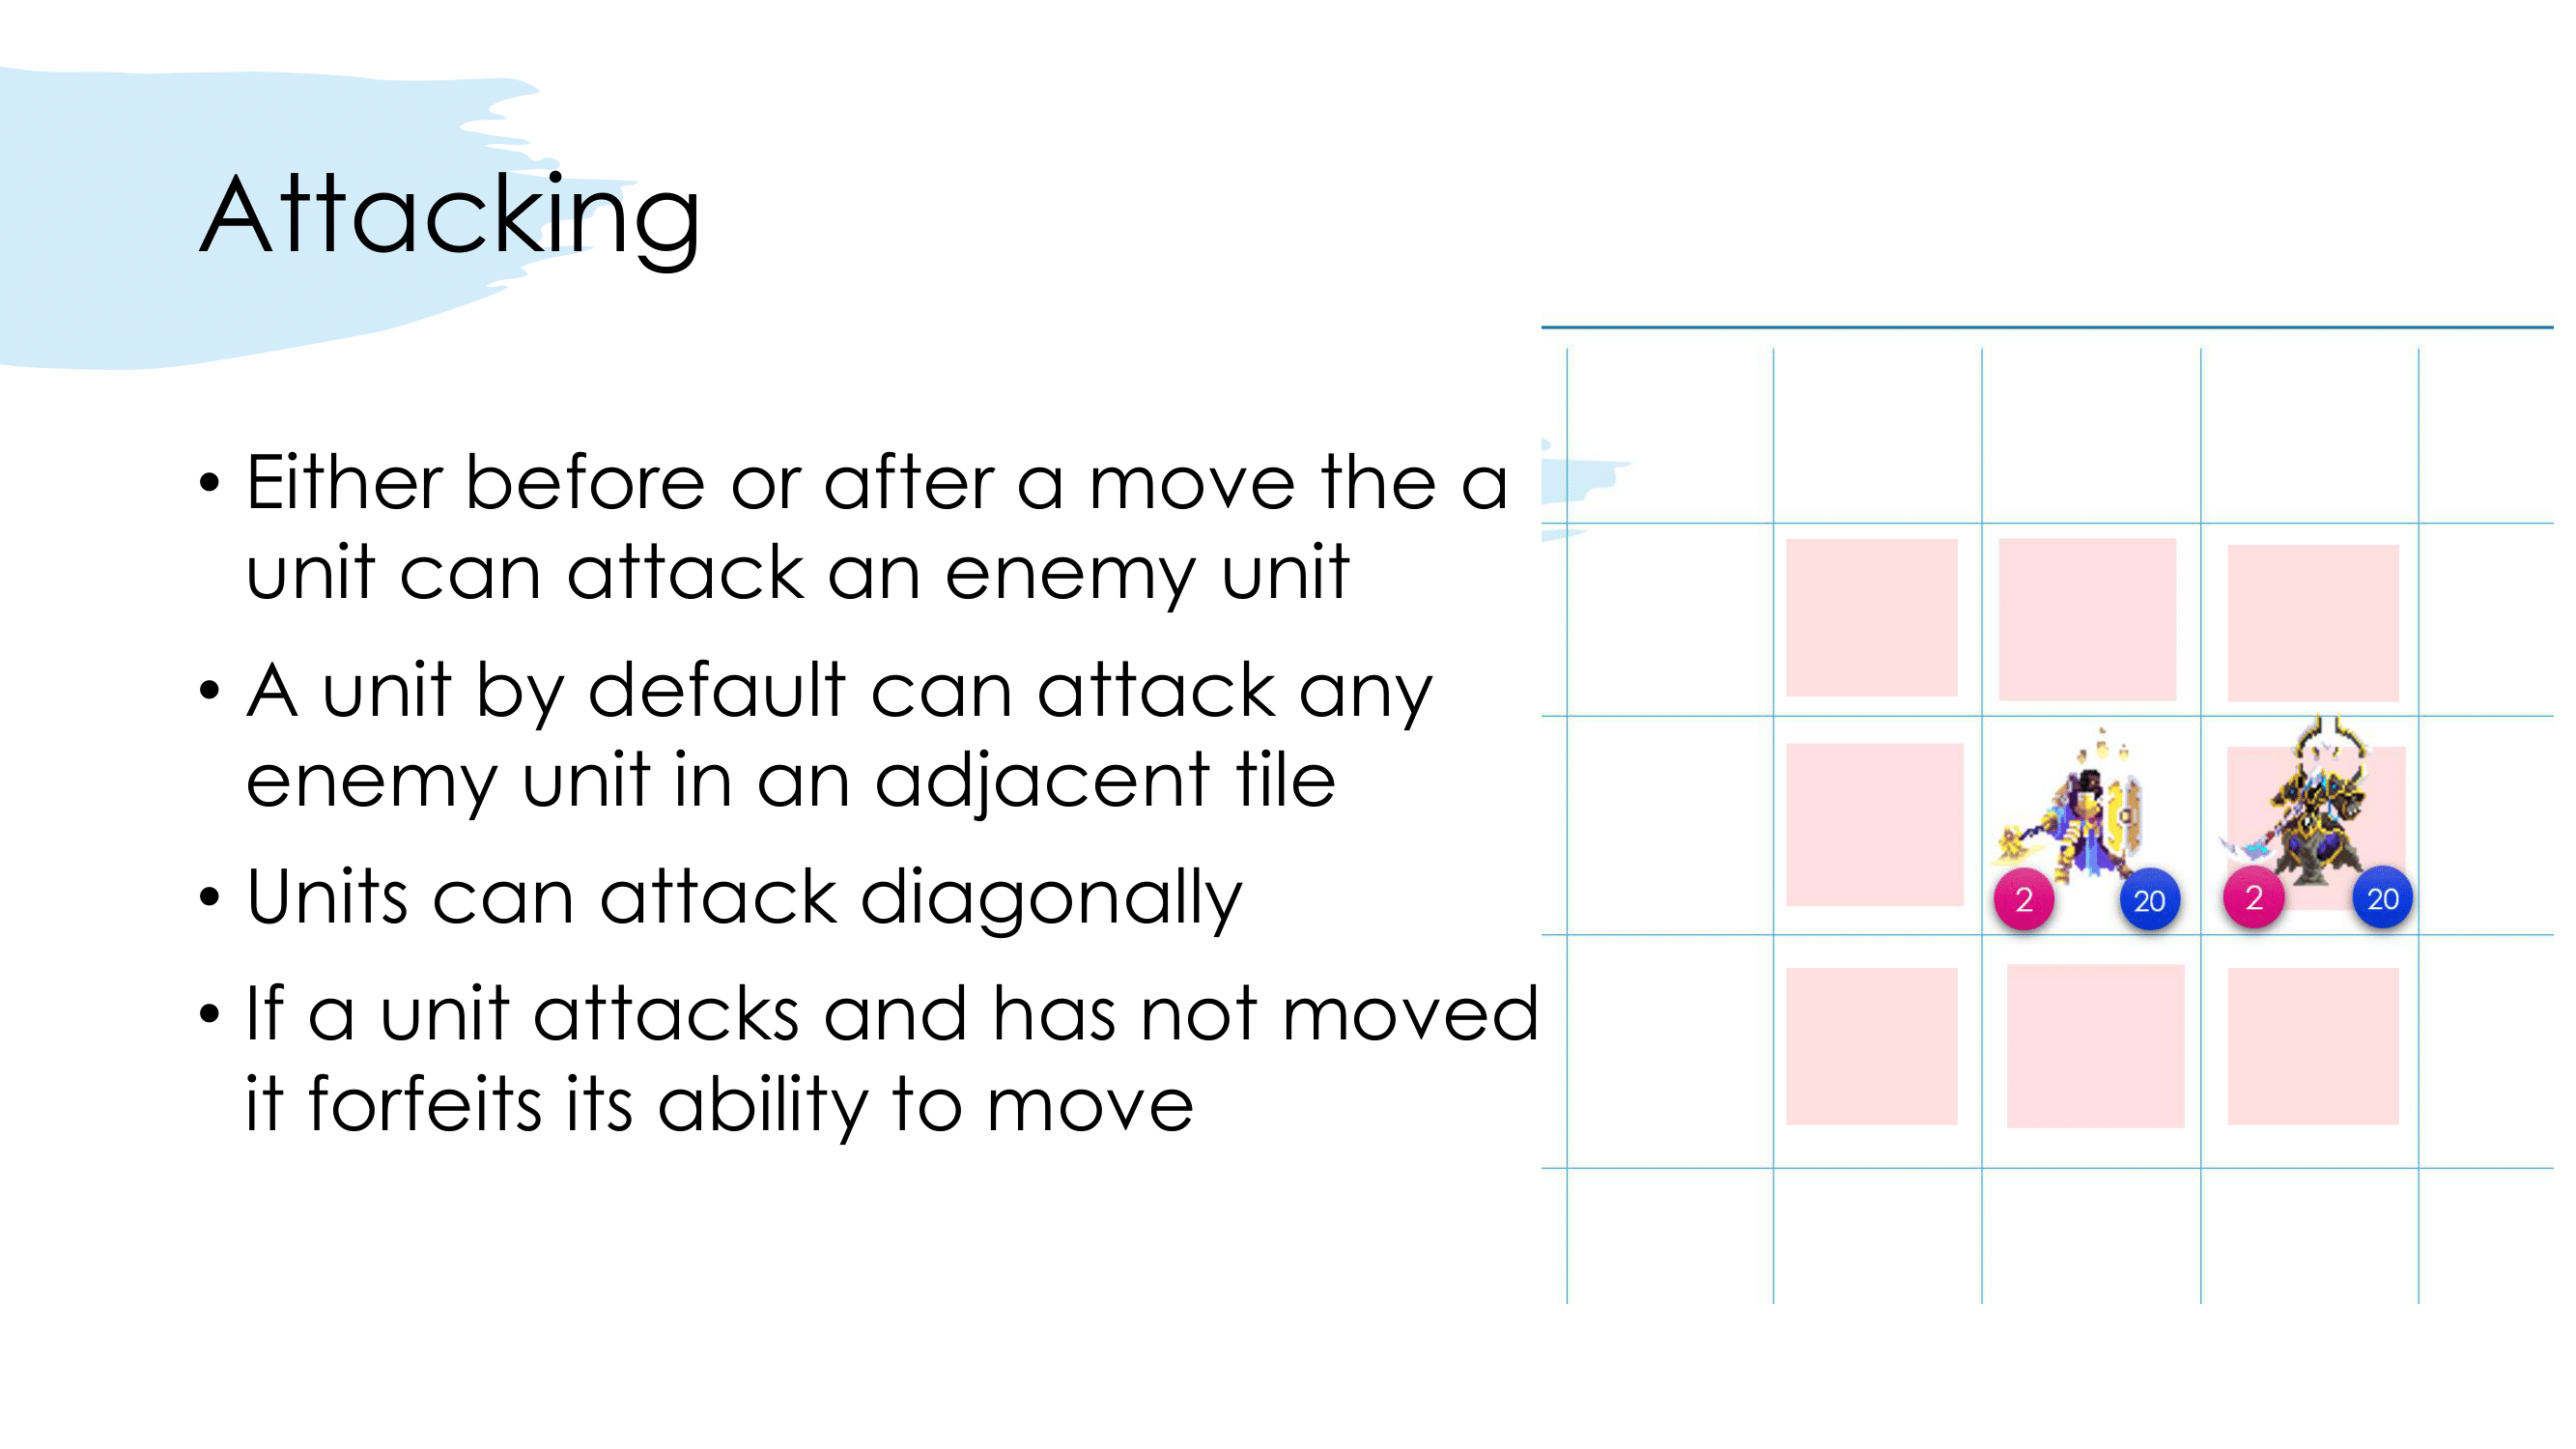 Attacking
• Either before or after a move the a
unit can attack an enemy unit
• A unit by default can attack any
enemy unit in an adjacent tile
• Units can attack diagonally
• If a unit attacks and has not moved
it forfeits its ability to move
2 20 2 20